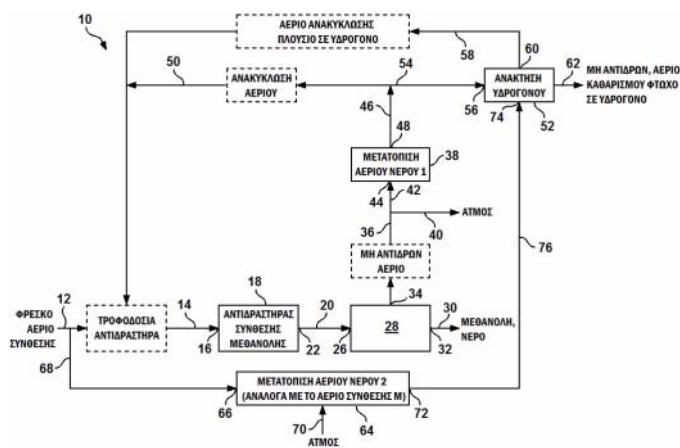 10
ΑΕΡΙΟ ΑΝΑΚΥΚΛΩΣΗΣ
ΠΛΟΥΣΙΟ ΣΕ ΥΔΡΟΓΟΝΟ
58
60
50
ΑΝΑΚΥΚΛΩΣΗ
ΑΕΡΙΟΥ
54
ΑΝΑΚΤΗΣΗ
ΥΔΡΟΓΟΝΟΥ
62
ΜΗ ΑΝΤΙΔΡΩΝ, ΑΕΡΙΟ
ΚΑΘΑΡΙΣΜΟΥ ΦΤΩΧΟ
ΣΕ ΥΔΡΟΓΟΝΟ
46
56
74
52
48
ΜΕΤΑΤΟΠΙΣΗ
ΑΕΡΙΟΥ ΝΕΡΟΥ 1
38
44
42
36
40
ΑΤΜΟΣ
76
ΜΗ ΑΝΤΙΔΡΩΝ
ΑΕΡΙΟ
34
ΦΡΕΣΚΟ
ΑΕΡΙΟ
ΣΥΝΘΕΣΗΣ
12
ΤΡΟΦΟΔΟΣΙΑ
ΑΝΤΙΔΡΑΣΤΗΡΑ
14
18
ΑΝΤΙΔΡΑΣΤΗΡΑΣ
ΣΥΝΘΕΣΗΣ
ΜΕΘΑΝΟΛΗΣ
16
22
20
28
26
32
30
ΜΕΘΑΝΟΛΗ,
ΝΕΡΟ
68
ΜΕΤΑΤΟΠΙΣΗ ΑΕΡΙΟΥ ΝΕΡΟΥ 2
(ΑΝΑΛΟΓΑ ΜΕ ΤΟ ΑΕΡΙΟ ΣΥΝΘΕΣΗΣ Μ)
66
72
70
64
ΑΤΜΟΣ